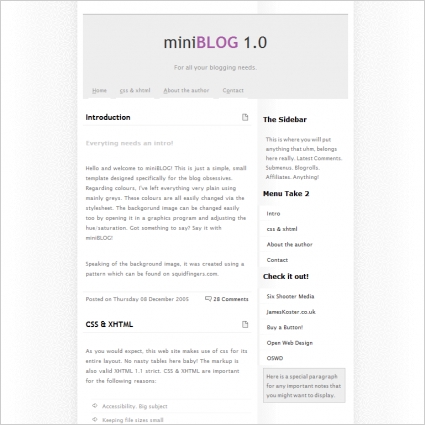 miniBLOG 1.0
For all your blogging needs.
Home css & xhtml About the author Contact
Introduction
Everyting needs an intro!
Hello and welcome to miniBLOG! This is just a simple, small
template designed specifically for the blog obsessives.
Regarding colours, I've left everything very plain using
mainly greys. These colours are all easily changed via the
stylesheet. The background image can be changed easily
too by opening it in a graphics program and adjusting the
hue/saturation. Got something to say? Say it with
miniBLOG!
Speaking of the background image, it was created using a
pattern which can be found on squidfingers.com.
Posted on Thursday 08 December 2005 28 Comments
CSS & XHTML
As you would expect, this web site makes use of css for its
entire layout. No nasty tables here baby! The markup is
also valid XHTML 1.1 strict. CSS & XHTML are important
for the following reasons:
Accessibility. Big subject
Keeping file sizes small
The Sidebar
This is where you will put
anything that uhm, belongs
here really. Latest Comments.
Submenus. Blogrolls.
Affiliates. Anything!
Menu Take 2
Intro
css & xhtml
About the author
Contact
Check it out!
Six Shooter Media
JamesKoster.co.uk
Buy a Button!
Open Web Design
OSWD
Here is a special paragraph
for any important notes that
you might want to display.